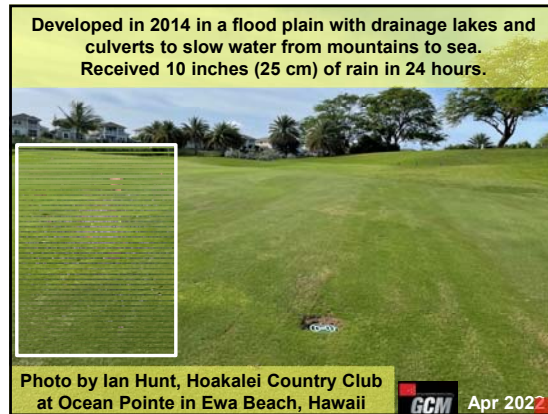 Developed in 2014 in a flood plain with drainage lakes and
culverts to slow water from mountains to sea.
Received 10 inches (25 cm) of rain in 24 hours.
Photo by Ian Hunt, Hoakalei Country Club
at Ocean Pointe in Ewa Beach, Hawaii
GCM Apr 2022